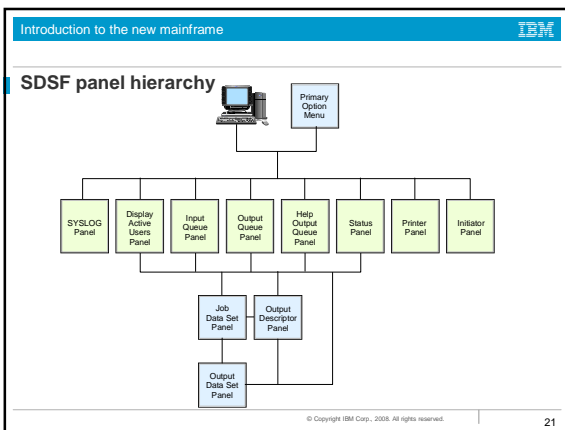 Introduction to the new mainframe
IBM
SDSF panel hierarchy
Primary
Option
Menu
SYSLOG
Panel
Display
Active
Users
Panel
Input
Queue
Panel
Output
Queue
Panel
Help
Output
Queue
Panel
Status
Panel
Printer
Panel
Initiator
Panel
Job
Data Set
Panel
Output
Descriptor
Panel
Output
Data Set
Panel
© Copyright IBM Corp., 2008. All rights reserved.
21